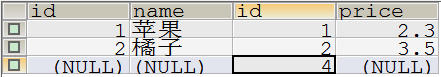 id name id price
1 苹果 1 2.3
2 橘子 2 3.5
(NULL) (NULL) 4 (NULL)